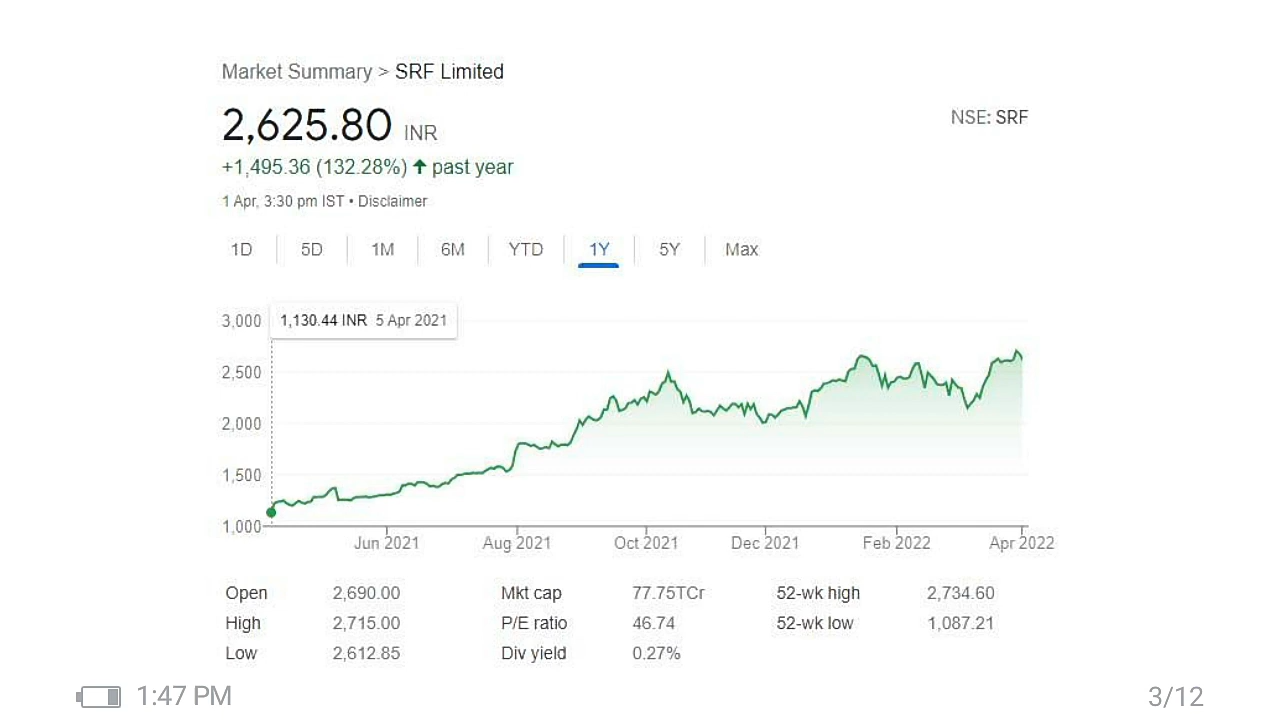 Market Summary > SRF Limited
2,625.80 INR
NSE: SRF
+1,495.36 (132.28%) ↑ past year
1 Apr, 3:30 pm IST • Disclaimer
1D 5D 1M 6M YTD 1Y 5Y Max
3,000
1,130.44 INR 5 Apr 2021
2,500
2,000
1,500
1,000
Jun 2021 Aug 2021 Oct 2021 Dec 2021 Feb 2022 Apr 2022
Open 2,690.00 Mkt cap 77.75TCr 52-wk high 2,734.60
High 2,715.00 P/E ratio 46.74 52-wk low 1,087.21
Low 2,612.85 Div yield 0.27%
1:47 PM 3/12